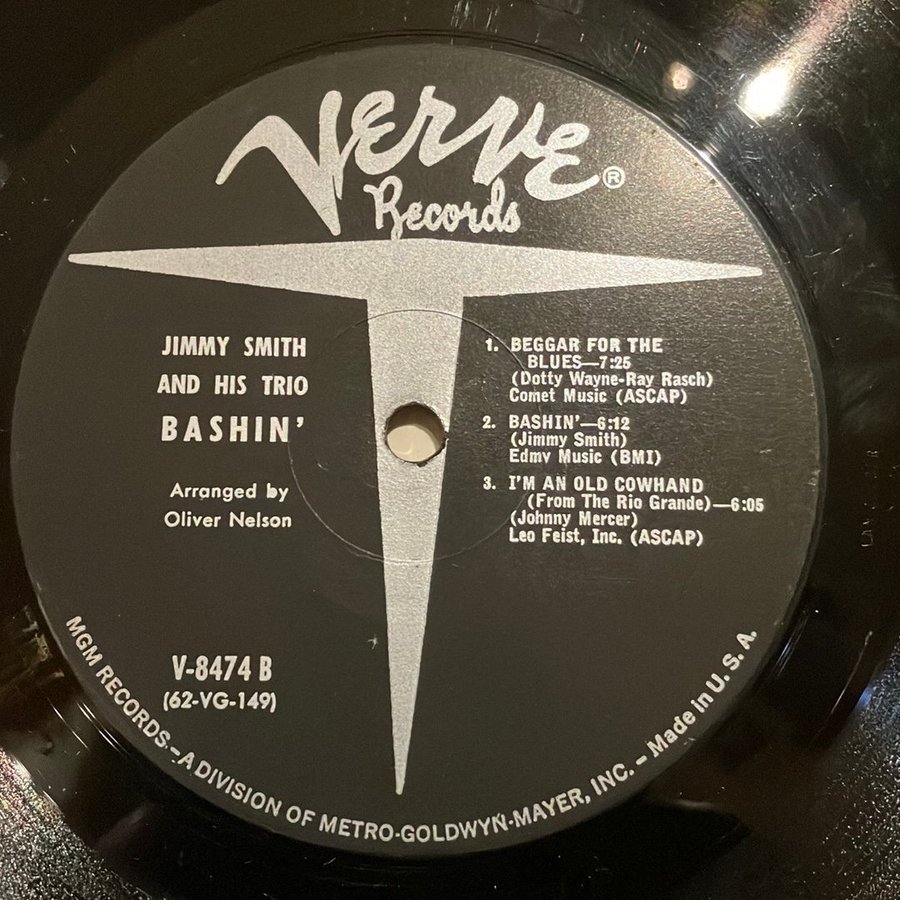 Verve®
Records
JIMMY SMITH
AND HIS TRIO
BASHIN'
Arranged by
Oliver Nelson
1. BEGGAR FOR THE
BLUES—7:25
(Dotty Wayne-Ray Rasch)
Comet Music (ASCAP)
2. BASHIN'—6:12
(Jimmy Smith)
Edmy Music (BMI)
3. I'M AN OLD COWHAND
(From The Rio Grande)—6:05
(Johnny Mercer)
Leo Feist, Inc. (ASCAP)
V-8474 B
(62-VG-149)
MGM RECORDS—A DIVISION OF METRO-GOLDWYN-MAYER, INC. - Made in U. S. A.